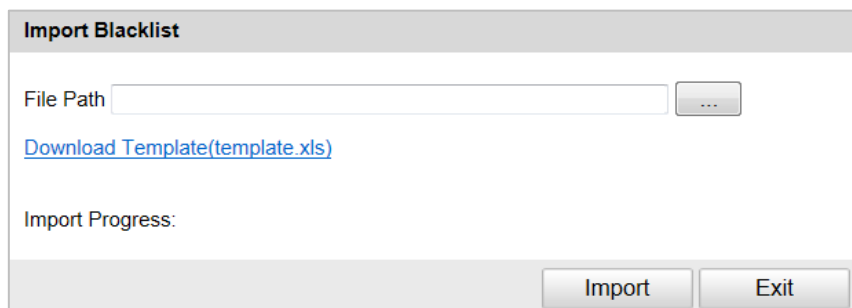 Import Blacklist
File Path ...
Download Template(template.xls)
Import Progress:
Import Exit